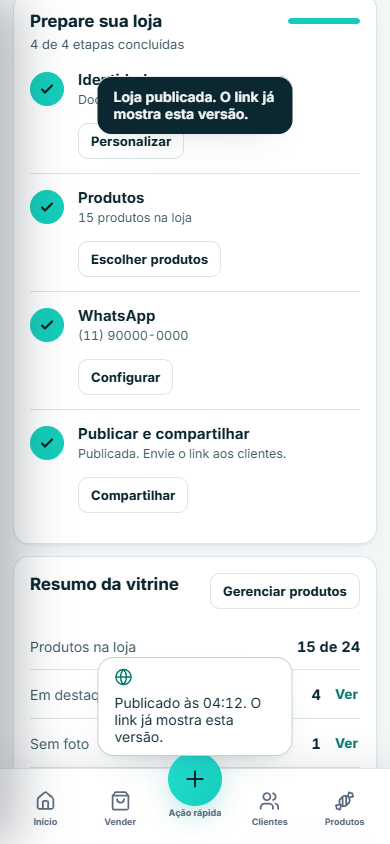 Prepare sua loja
4 de 4 etapas concluídas
Loja publicada. O link já
mostra esta versão.
Personalizar
Produtos
15 produtos na loja
Escolher produtos
WhatsApp
(11) 90000-0000
Configurar
Publicar e compartilhar
Publicada. Envie o link aos clientes.
Compartilhar
Resumo da vitrine
Gerenciar produtos
Produtos na loja 15 de 24
Em 4 Ver
Sem foto 1 Ver
Publicado às 04:12. O
link já mostra esta
versão.
Início Vender Ação rápida Clientes Produtos